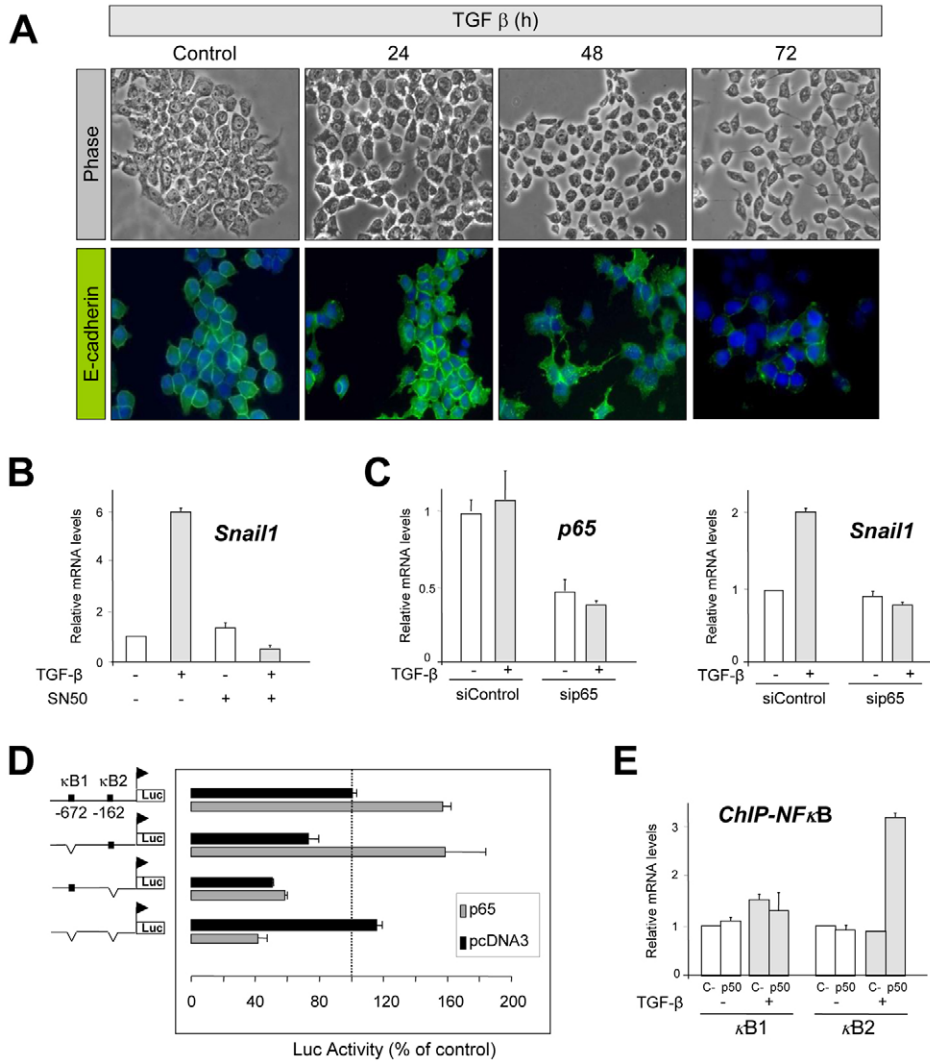 A
TGF β (h)
Control 24 48 72
Phase
E-cadherin
B
Relative mRNA levels
6
4
2
0
Snail1
TGF-β - + - +
SN50 - - + +
C
Relative mRNA levels
1
0.5
0
p65
TGF-β - + - +
siControl sip65
Relative mRNA levels
2
1
0
Snail1
TGF-β - + - +
siControl sip65
D
κB1 κB2
Luc
-672 -162
Luc
Luc
Luc
p65
pcDNA3
0 40 80 120 160 200
Luc Activity (% of control)
E
ChIP-NFκB
Relative mRNA levels
3
2
1
0
C- p50 C- p50 C- p50 C- p50
TGF-β - + - +
κB1 κB2